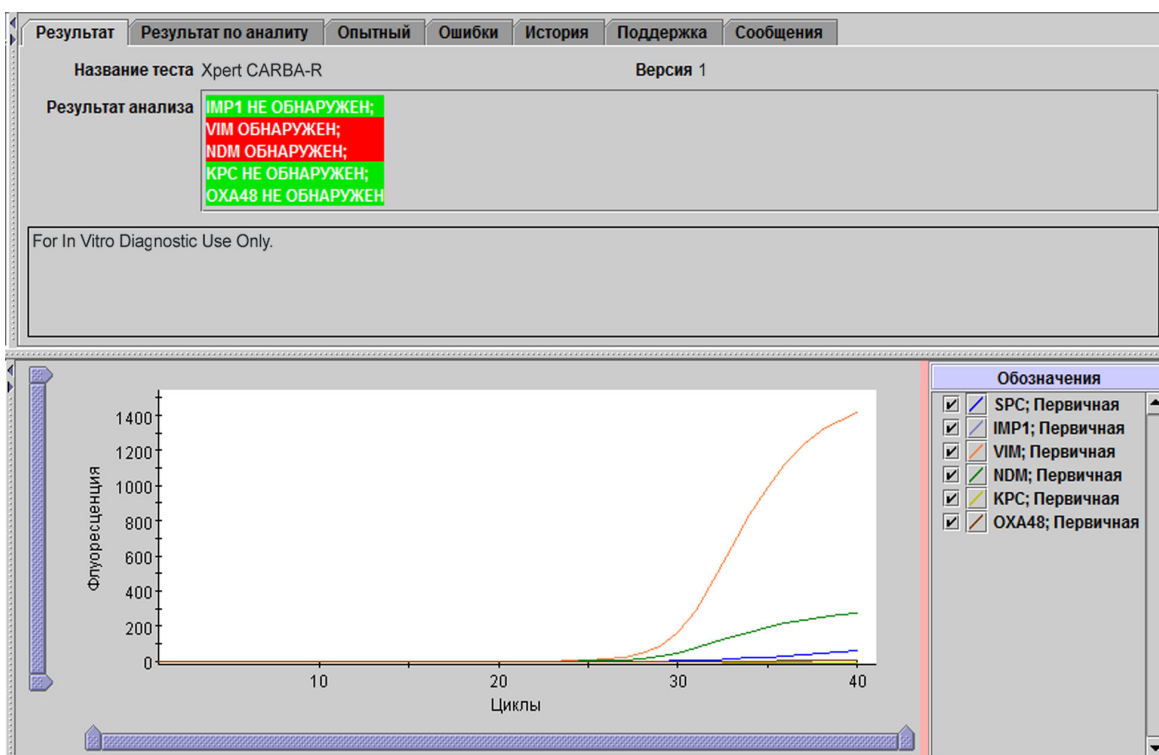 Результат Результат по аналиту Опытный Ошибки История Поддержка Сообщения
Название теста Xpert CARBA-R Версия 1
Результат анализа IMP1 НЕ ОБНАРУЖЕН;
VIM ОБНАРУЖЕН;
NDM ОБНАРУЖЕН;
KPC НЕ ОБНАРУЖЕН;
OXA48 НЕ ОБНАРУЖЕН
For In Vitro Diagnostic Use Only.
Обозначения
SPC; Первичная
IMP1; Первичная
VIM; Первичная
NDM; Первичная
KPC; Первичная
OXA48; Первичная
Флуоресценция
1400
1200
1000
800
600
400
200
0
10 20 30 40
Циклы